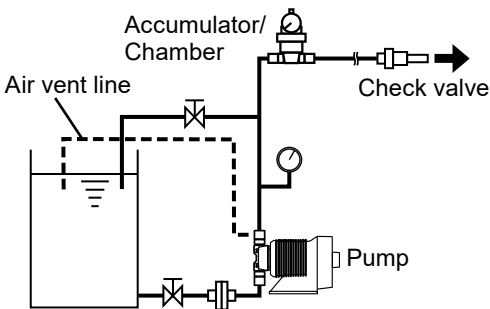 Accumulator/
Chamber
Air vent line
Check valve
Pump